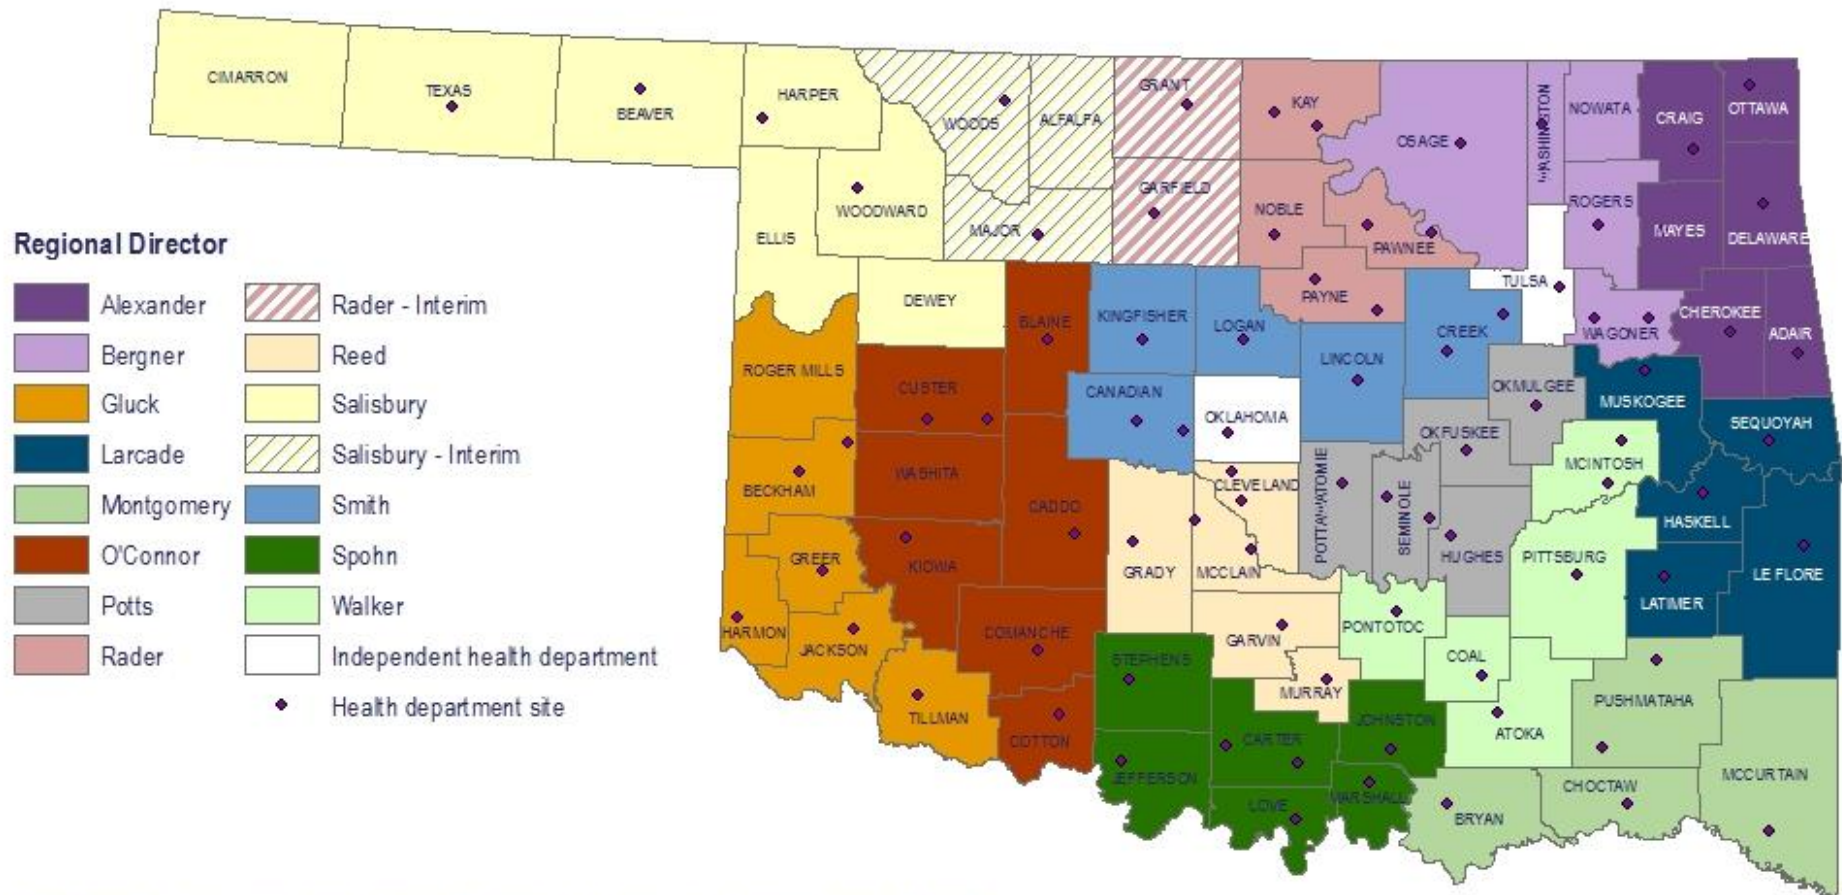 CIMARRON
TEXAS
BEAVER
HARPER
WOODS
ALFALFA
GRANT
KAY
OSAGE
WASHINGTON
NOWATA
CRAIG
OTTAWA
ELLIS
WOODWARD
MAJOR
GARFIELD
NOBLE
PAWNEE
ROGERS
MAYES
DELAWARE
Regional Director
Alexander
Bergner
Gluck
Larcade
Montgomery
O'Connor
Potts
Rader
Rader - Interim
Reed
Salisbury
Salisbury - Interim
Smith
Spohn
Walker
Independent health department
Health department site
DEWEY
BLAINE
KINGFISHER
LOGAN
PAYNE
CREEK
TULSA
WAGONER
CHEROKEE
ADAIR
ROGER MILLS
CUSTER
CANADIAN
OKLAHOMA
LINCOLN
OKMULGEE
MUSKOGEE
SEQUOYAH
BECKHAM
WASHITA
CADDO
CLEVELAND
POTTAWATOMIE
SEMINOLE
OKFUSKEE
MCINTOSH
HASKELL
GREER
KIOWA
GRADY
MCCLAIN
HUGHES
PITTSBURG
LATIMER
LE FLORE
HARMON
JACKSON
COMANCHE
STEPHENS
GARVIN
PONTOTOC
COAL
TILLMAN
COTTON
JEFFERSON
CARTER
MURRAY
JOHNSTON
ATOKA
PUSHMATAHA
LOVE
MARSHALL
BRYAN
CHOCTAW
MCCURTAIN